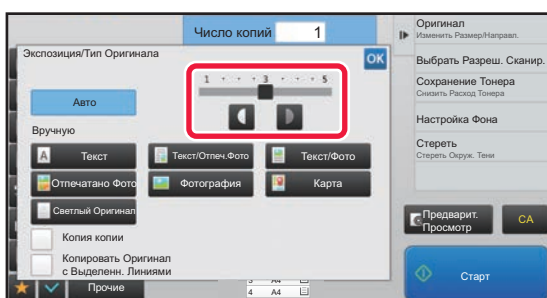 Число копий 1
Экспозиция/Тип Оригинала
OK
1 3 5
Авто
Вручную
A Текст
Текст/Отпеч.Фото
Текст/Фото
Отпечатано Фото
Фотография
Карта
Светлый Оригинал
Копия копии
Копировать Оригинал
с Выделенн. Линиями
Прочие
4 A4
Оригинал
Изменить Размер/Направл.
Выбрать Разреш. Сканир.
Сохранение Тонера
Снизить Расход Тонера
Настройка Фона
Стереть
Стереть Окруж. Тени
Предварит.
Просмотр
CA
Старт